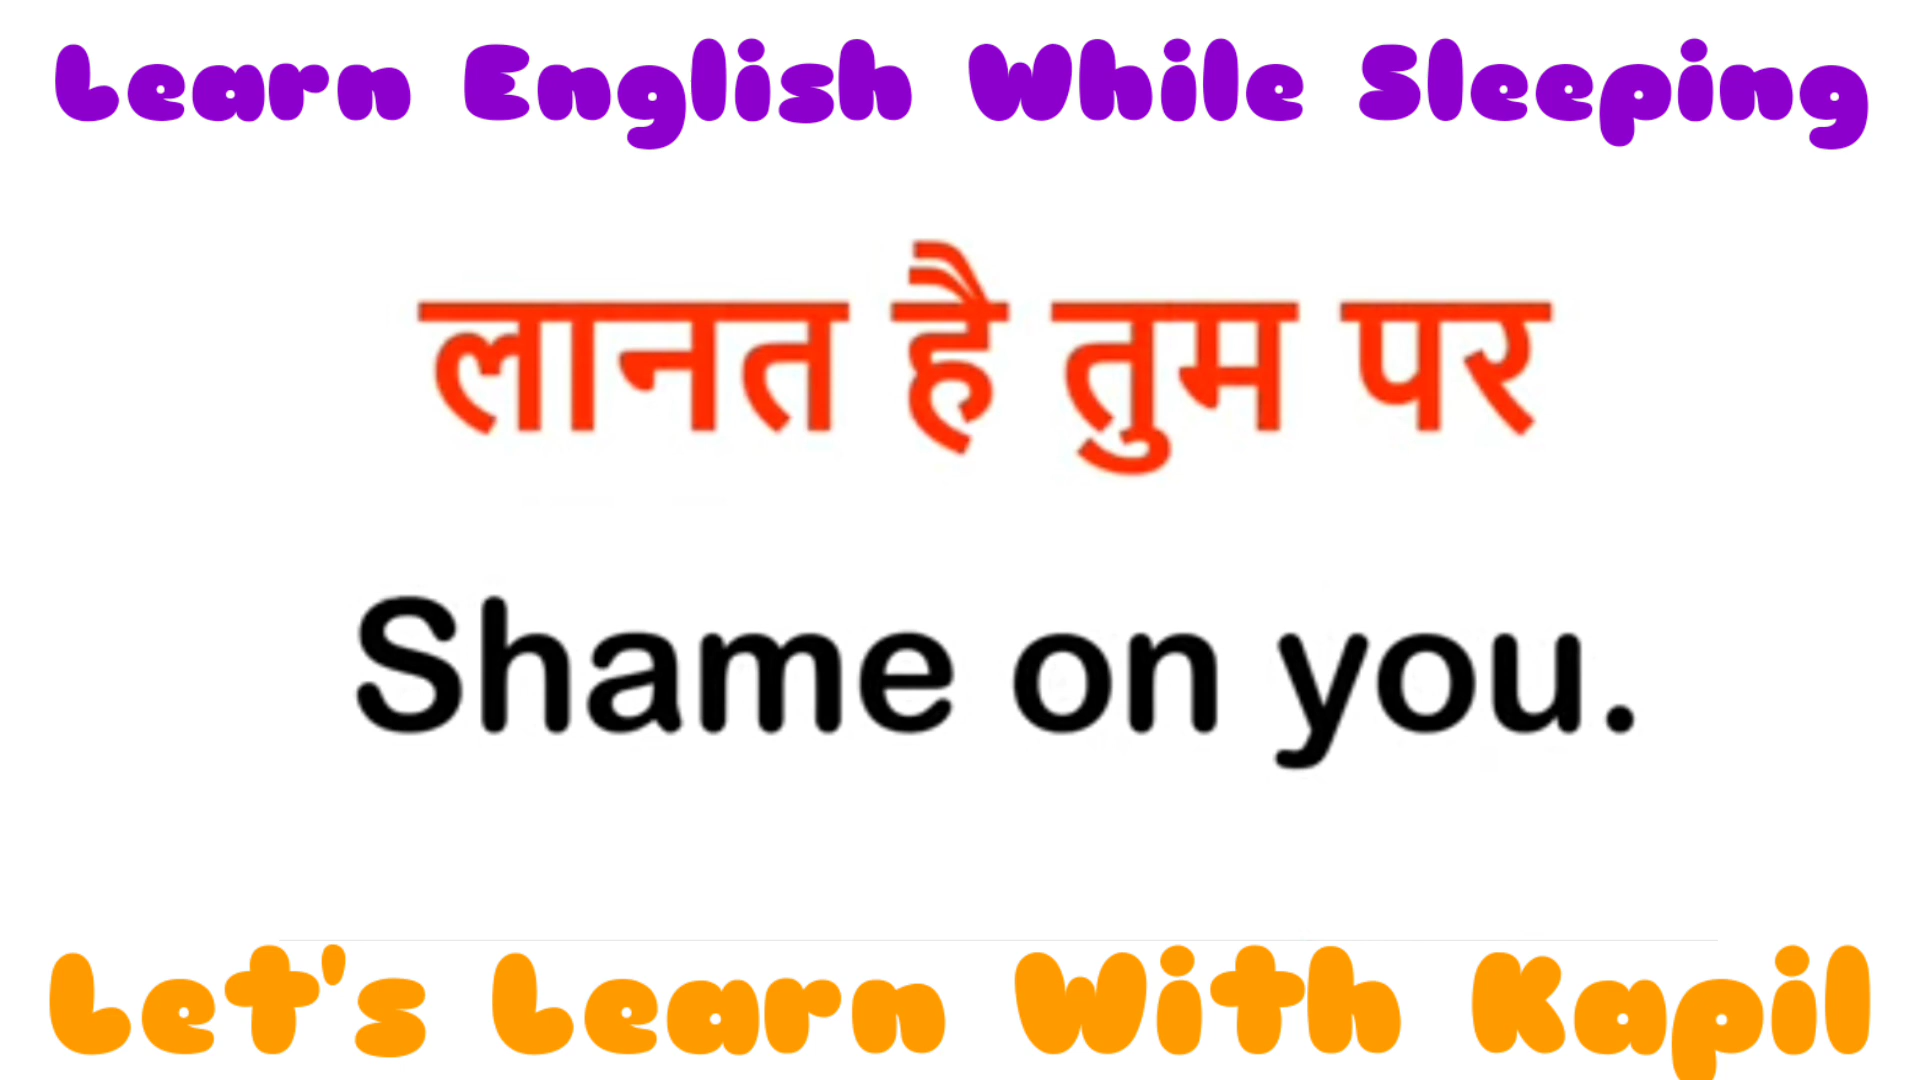 Learn English While Sleeping
लानत है तुम पर
Shame on you.
Let's Learn With Kapil